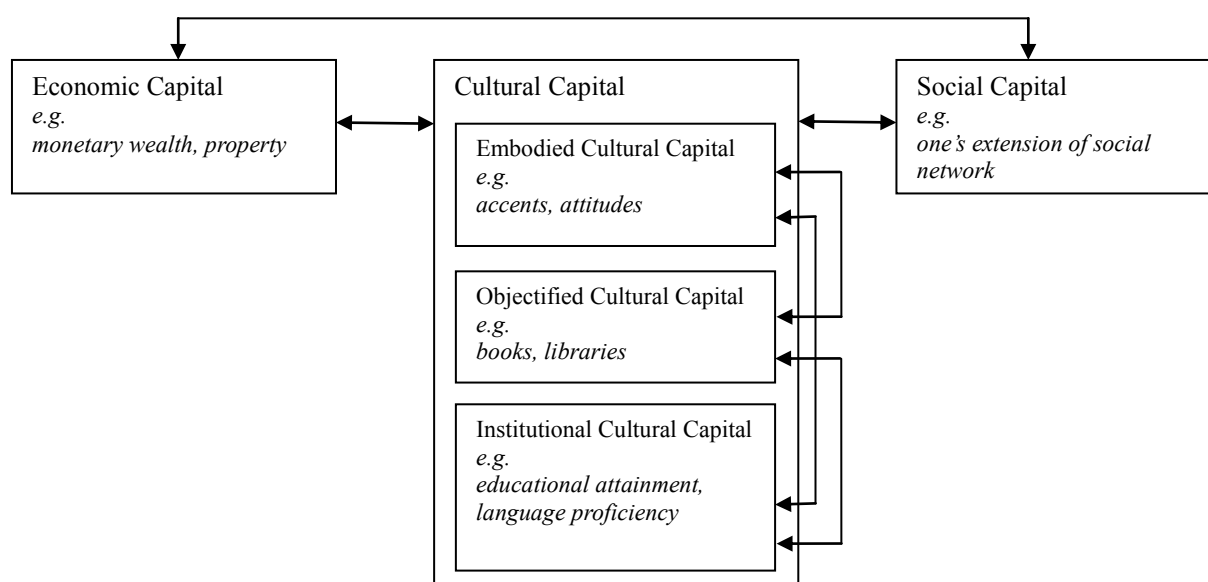 Economic Capital
e.g.
monetary wealth, property
Cultural Capital
Embodied Cultural Capital
e.g.
accents, attitudes
Objectified Cultural Capital
e.g.
books, libraries
Institutional Cultural Capital
e.g.
educational attainment,
language proficiency
Social Capital
e.g.
one’s extension of social
network